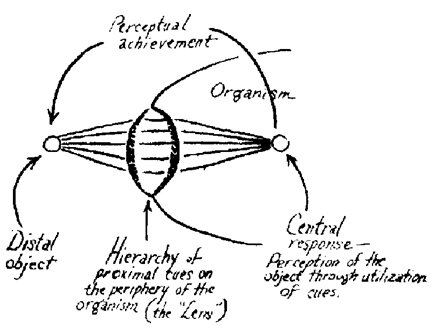 Perceptual
achievement
Organism
Distal
object
Hierarchy of
proximal cues on
the periphery of the
organism (the "Lens")
Central
response—
Perception of the
object through utilization
of cues.